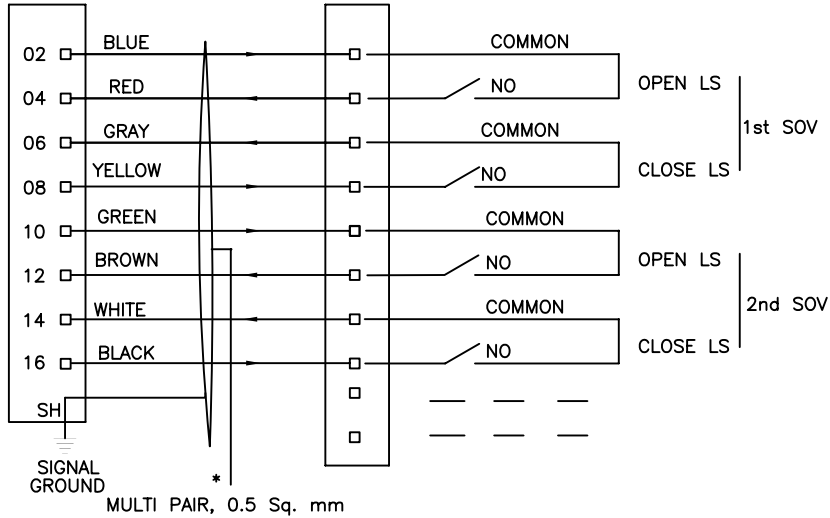 02 BLUE COMMON
04 RED NO OPEN LS
1st SOV
06 GRAY COMMON
08 YELLOW NO CLOSE LS
10 GREEN COMMON
12 BROWN NO OPEN LS
2nd SOV
14 WHITE COMMON
16 BLACK NO CLOSE LS
SH
SIGNAL
GROUND
*
MULTI PAIR, 0.5 Sq. mm